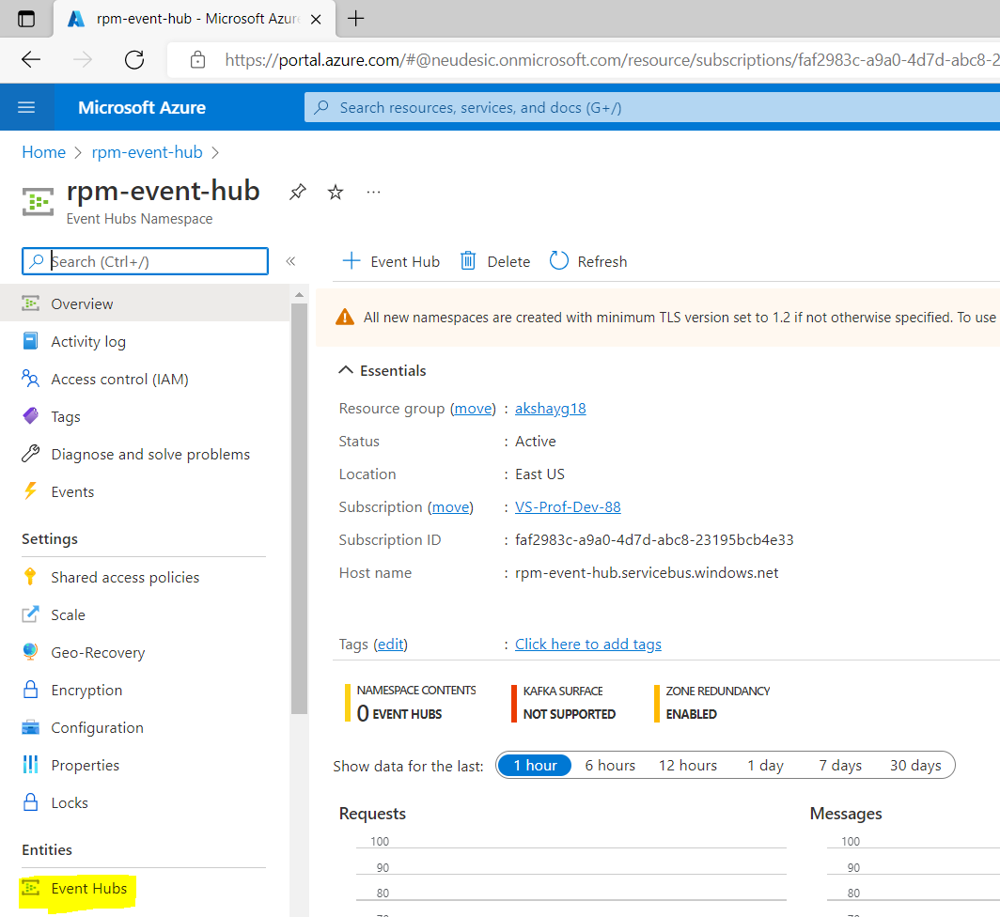 rpm-event-hub - Microsoft Azure
https://portal.azure.com/#@neudesic.onmicrosoft.com/resource/subscriptions/faf2983c-a9a0-4d7d-abc8-2
Microsoft Azure
Search resources, services, and docs (G+/)
Home > rpm-event-hub >
rpm-event-hub
Event Hubs Namespace
Search (Ctrl+/)
«
+ Event Hub Delete Refresh
Overview
Activity log
Access control (IAM)
Tags
Diagnose and solve problems
Events
Settings
Shared access policies
Scale
Geo-Recovery
Encryption
Configuration
Properties
Locks
Entities
Event Hubs
All new namespaces are created with minimum TLS version set to 1.2 if not otherwise specified. To use
Essentials
Resource group (move) : akshayg18
Status : Active
Location : East US
Subscription (move) : VS-Prof-Dev-88
Subscription ID : faf2983c-a9a0-4d7d-abc8-23195bcb4e33
Host name : rpm-event-hub.servicebus.windows.net
Tags (edit) : Click here to add tags
NAMESPACE CONTENTS
0 EVENT HUBS
KAFKA SURFACE
NOT SUPPORTED
ZONE REDUNDANCY
ENABLED
Show data for the last: 1 hour 6 hours 12 hours 1 day 7 days 30 days
Requests
100
90
80
Messages
100
90
80